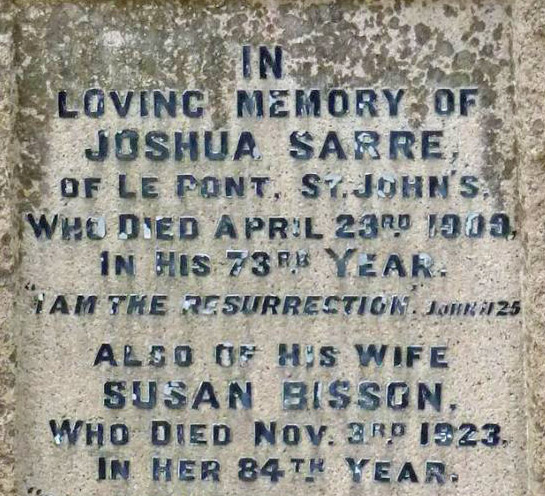 IN
LOVING MEMORY OF
JOSHUA SARRE,
OF LE PONT, ST. JOHN'S.
WHO DIED APRIL 23RD 1909,
IN HIS 73RD YEAR.
"I AM THE RESURRECTION. JOHN 11 25
ALSO OF HIS WIFE
SUSAN BISSON,
WHO DIED NOV. 3RD 1923,
IN HER 84TH YEAR.